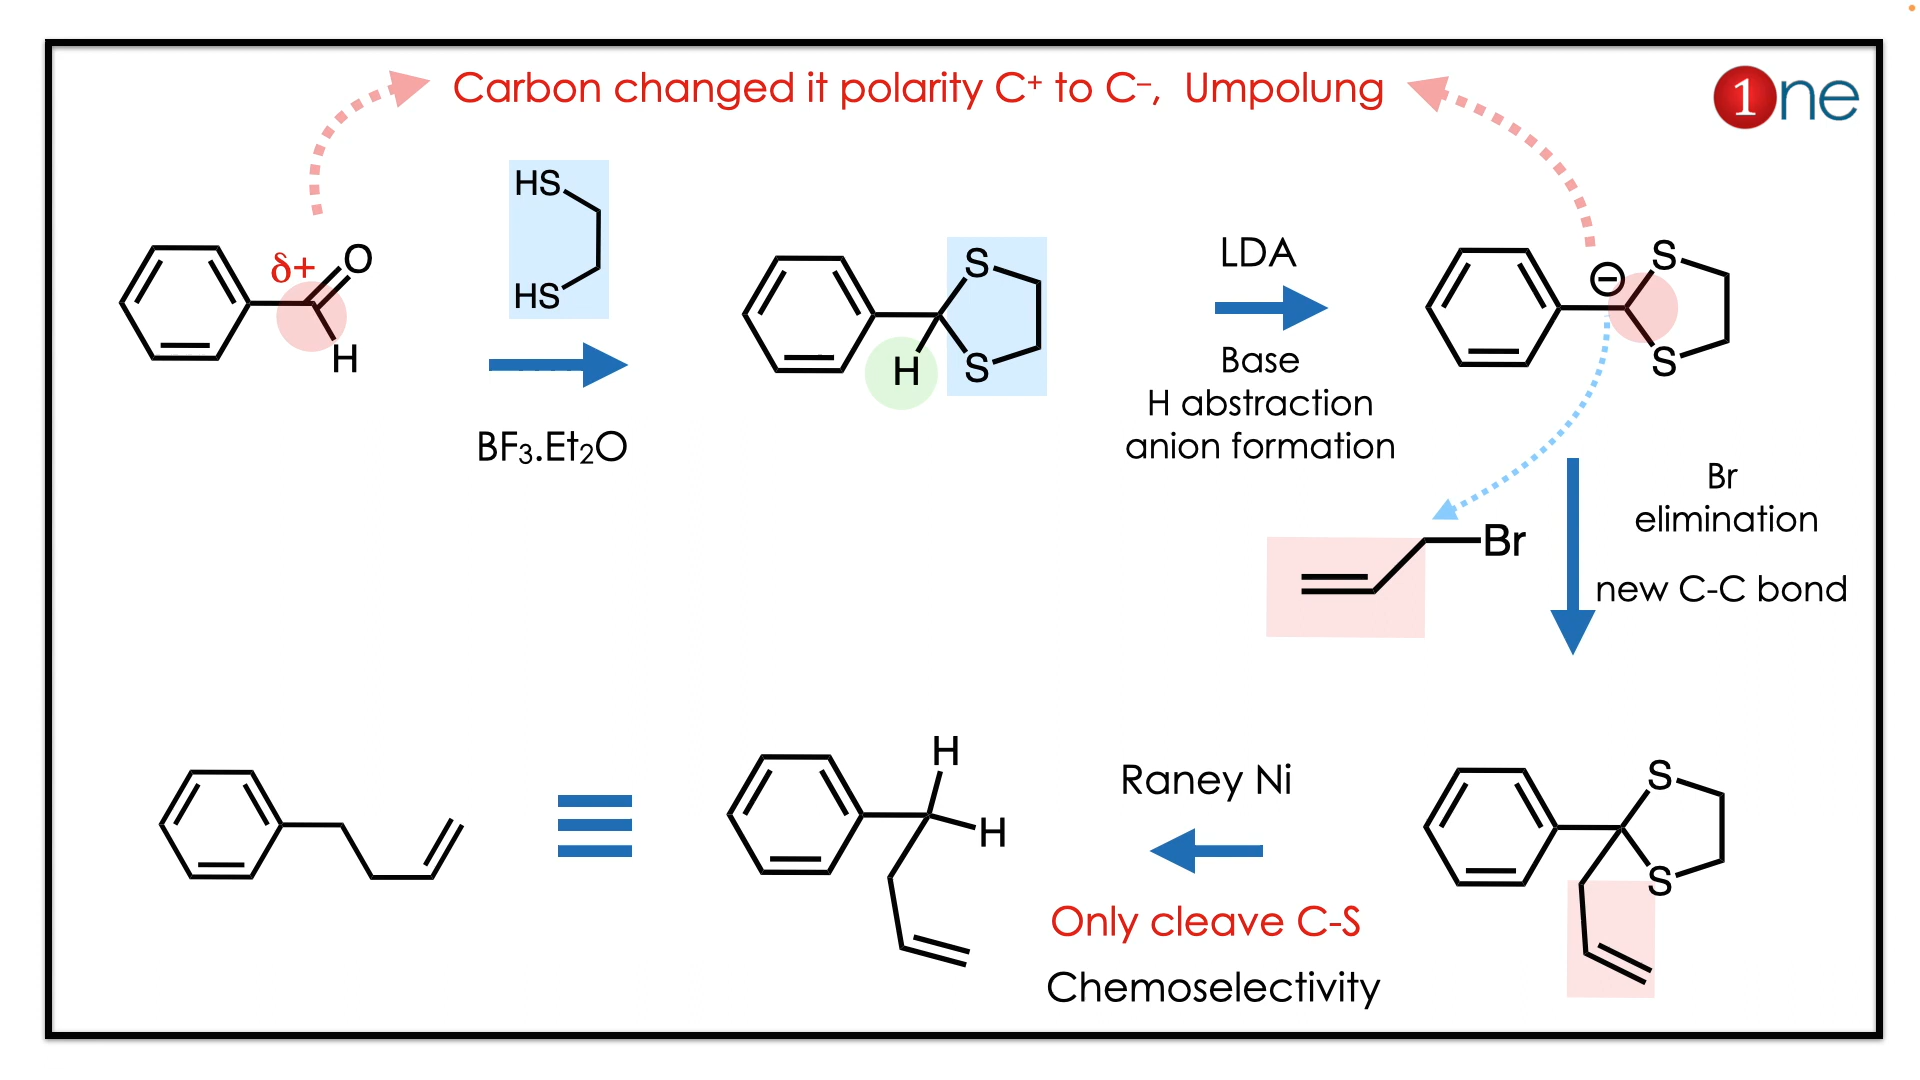 Carbon changed it polarity C⁺ to C⁻, Umpolung
1ne
HS
HS
δ+
O
H
BF₃.Et₂O
S
S
H
LDA
Base
H abstraction
anion formation
⊖
S
S
Br
Br
elimination
new C-C bond
H
H
Raney Ni
Only cleave C-S
Chemoselectivity
S
S